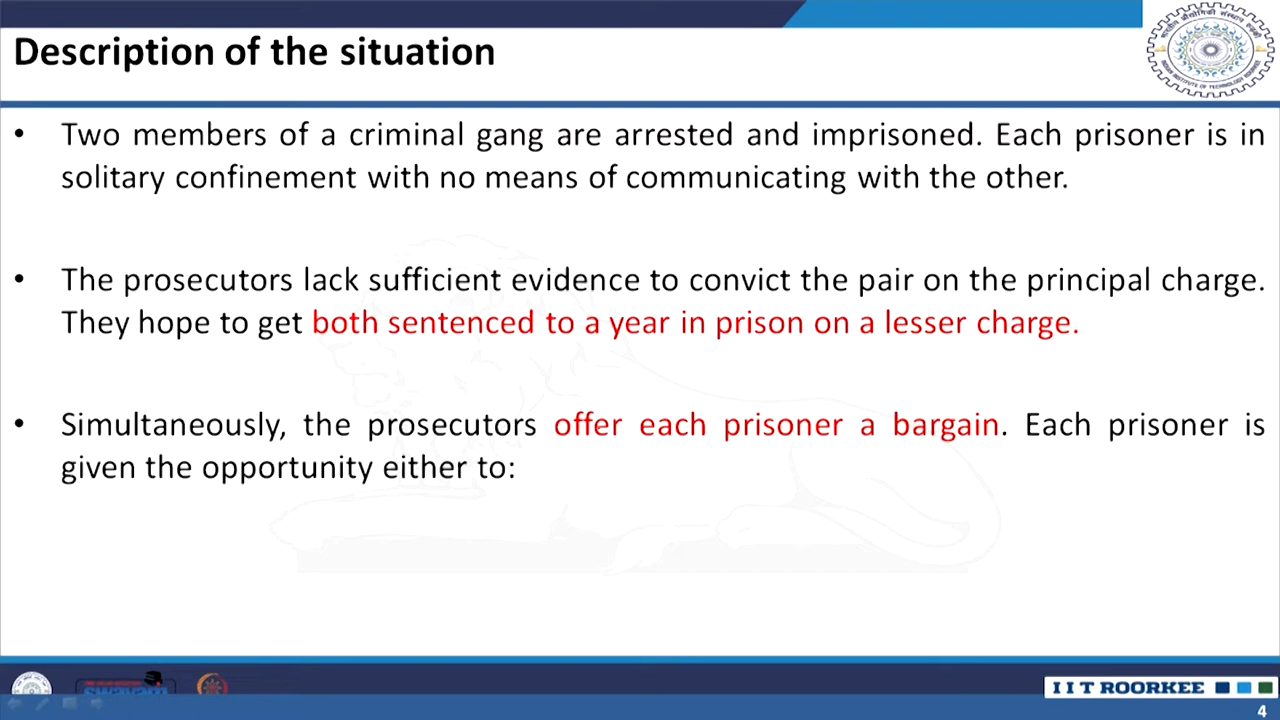 Description of the situation
• Two members of a criminal gang are arrested and imprisoned. Each prisoner is in
solitary confinement with no means of communicating with the other.
• The prosecutors lack sufficient evidence to convict the pair on the principal charge.
They hope to get both sentenced to a year in prison on a lesser charge.
• Simultaneously, the prosecutors offer each prisoner a bargain. Each prisoner is
given the opportunity either to:
swayam
IIT ROORKEE
4